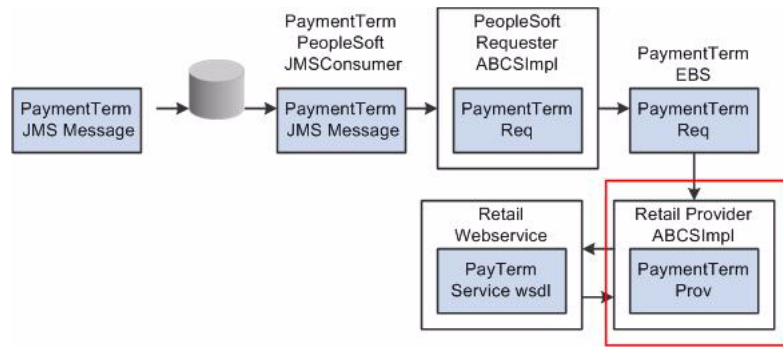 PaymentTerm
JMS Message
PaymentTerm
PeopleSoft
JMSConsumer
PaymentTerm
JMS Message
PeopleSoft
Requester
ABCSImpl
PaymentTerm
Req
PaymentTerm
EBS
PaymentTerm
Req
Retail
Webservice
PayTerm
Service wsdl
Retail Provider
ABCSImpl
PaymentTerm
Prov